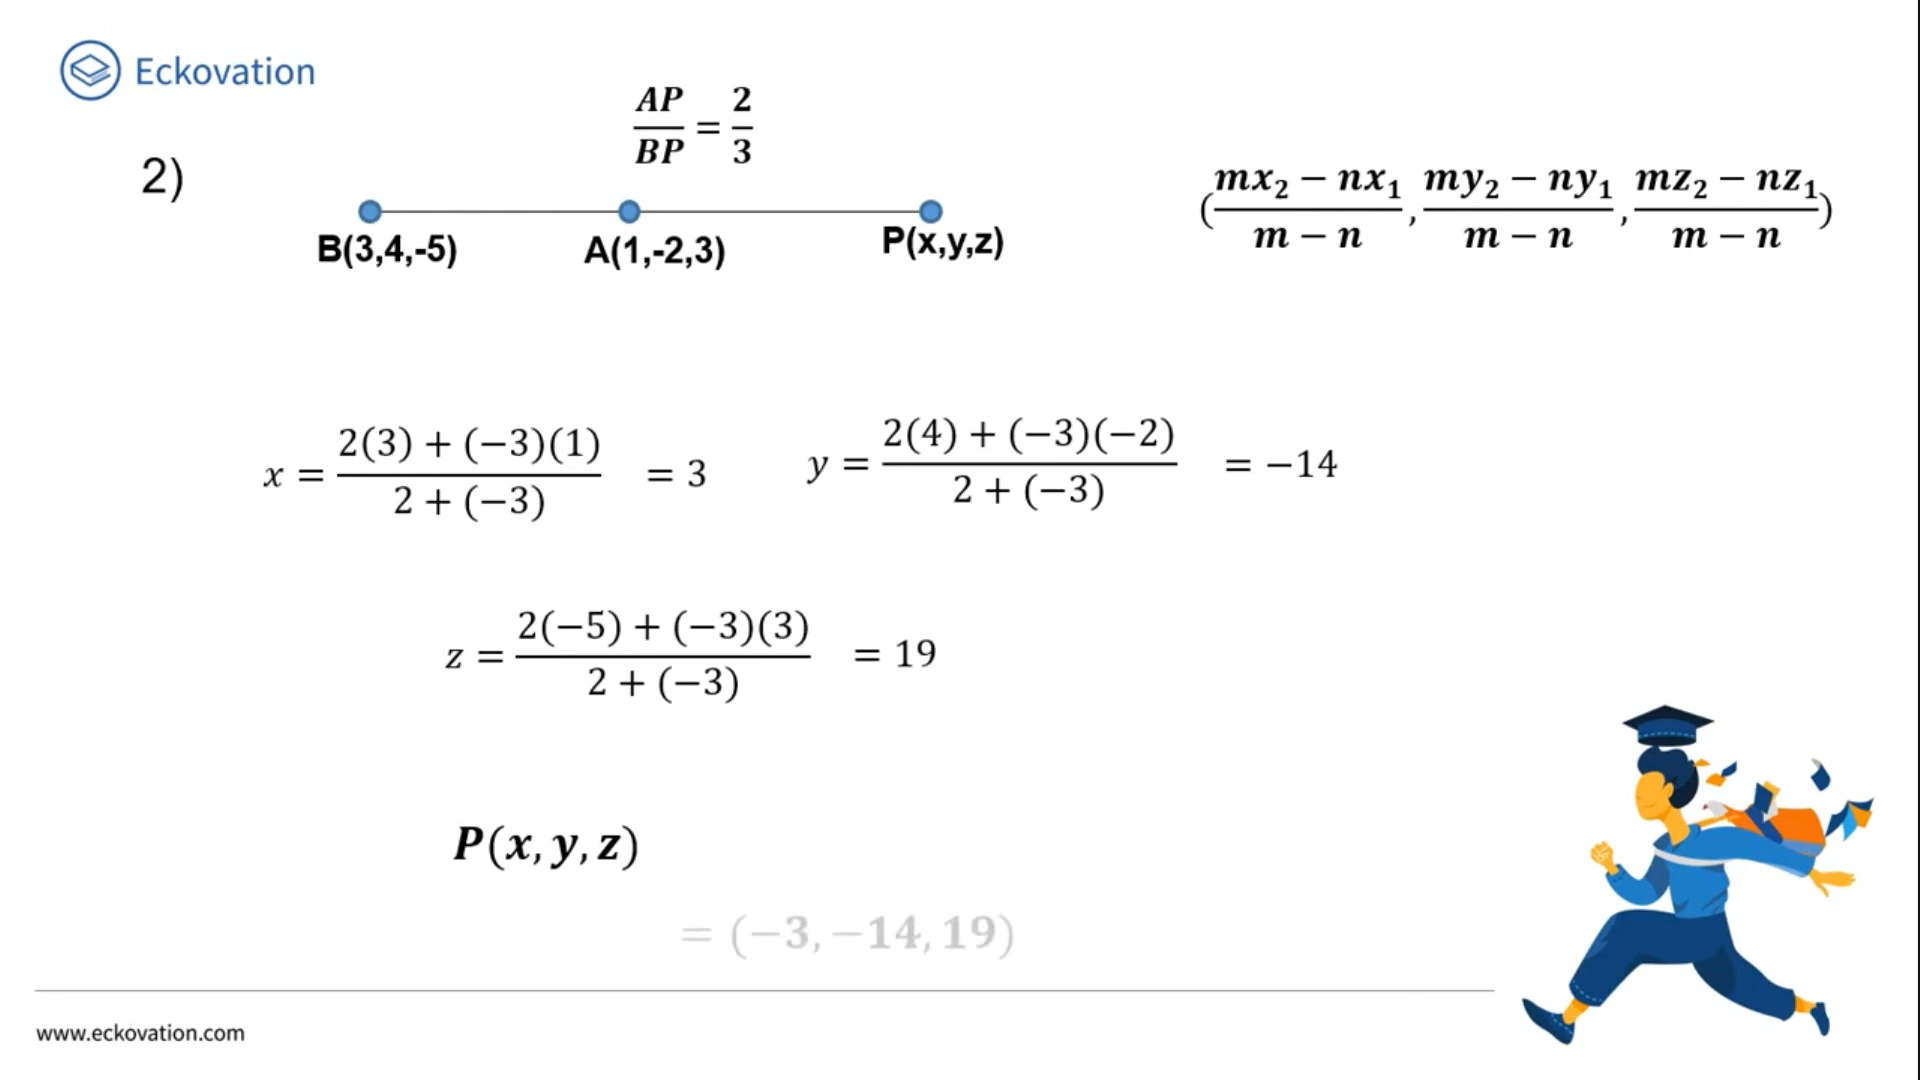 Eckovation
2)
AP/BP = 2/3
B(3,4,-5) A(1,-2,3) P(x,y,z)
(mx₂ − nx₁/m − n, my₂ − ny₁/m − n, mz₂ − nz₁/m − n)
x = 2(3) + (−3)(1)/2 + (−3) = 3
y = 2(4) + (−3)(−2)/2 + (−3) = −14
z = 2(−5) + (−3)(3)/2 + (−3) = 19
P(x, y, z)
= (−3, −14, 19)
www.eckovation.com